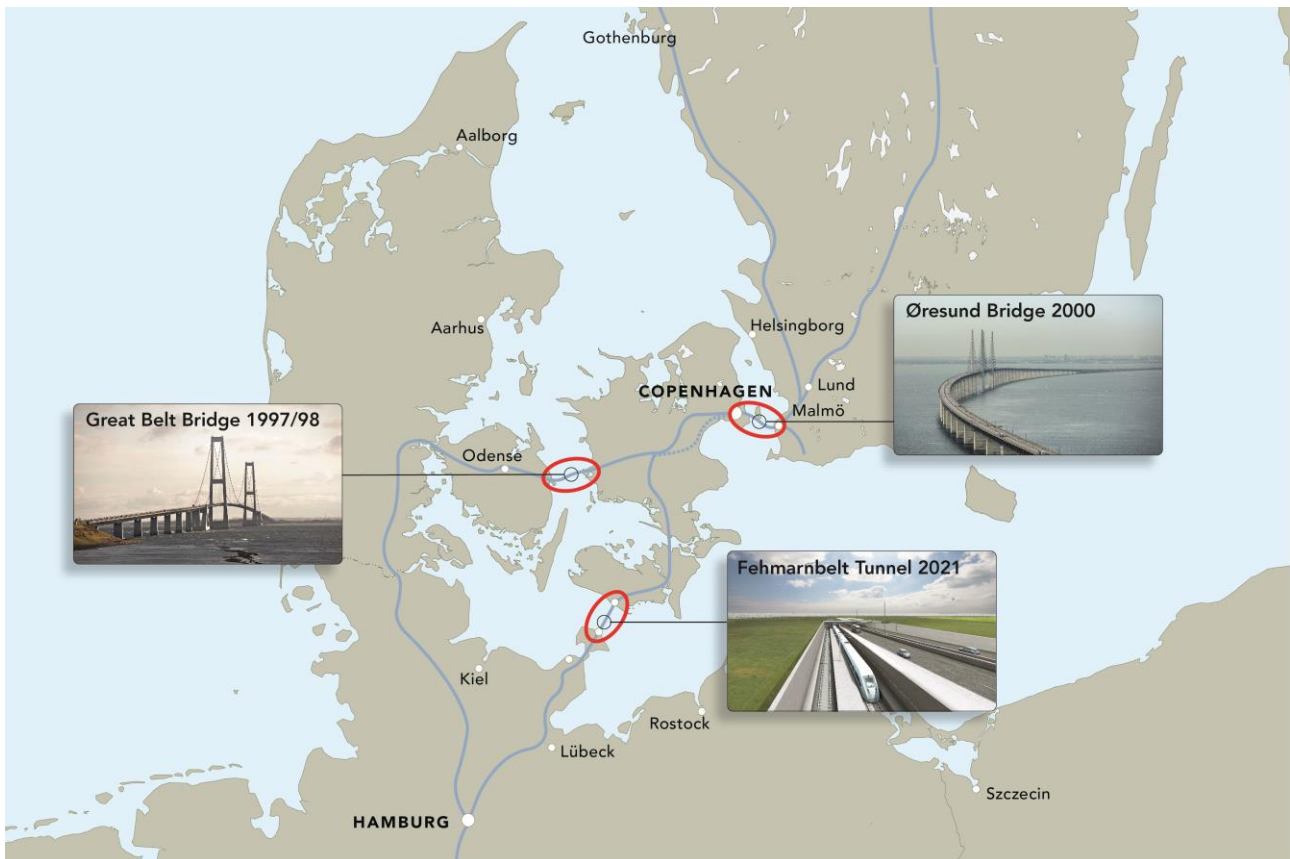 Gothenburg
Aalborg
Aarhus
Helsingborg
Øresund Bridge 2000
COPENHAGEN
Lund
Malmö
Great Belt Bridge 1997/98
Odense
Fehmarnbelt Tunnel 2021
Kiel
Rostock
Lübeck
Szczecin
HAMBURG